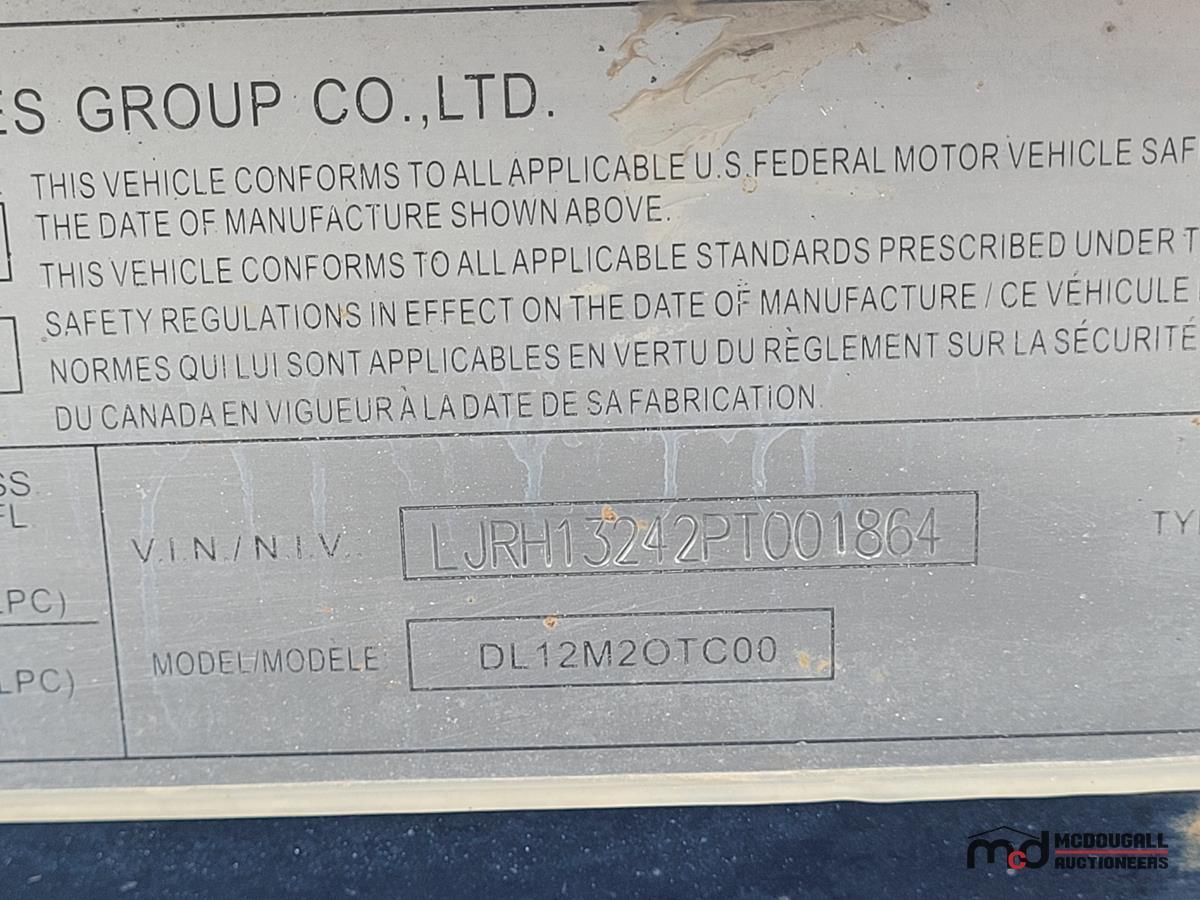 ES GROUP CO.,LTD.
THIS VEHICLE CONFORMS TO ALL APPLICABLE U.S.FEDERAL MOTOR VEHICLE SAF
THE DATE OF MANUFACTURE SHOWN ABOVE.
THIS VEHICLE CONFORMS TO ALL APPLICABLE STANDARDS PRESCRIBED UNDER T
SAFETY REGULATIONS IN EFFECT ON THE DATE OF MANUFACTURE / CE VÉHICULE
NORMES QUI LUI SONT APPLICABLES EN VERTU DU RÈGLEMENT SUR LA SÉCURITÉ
DU CANADA EN VIGUEUR À LA DATE DE SA FABRICATION.
SS
FL
LPC)
LPC)
V.I.N./N.I.V. LJRH13242PT001864
TY
MODEL/MODÈLE DL12M2OTC00
mcd MCDOUGALL
AUCTIONEERS